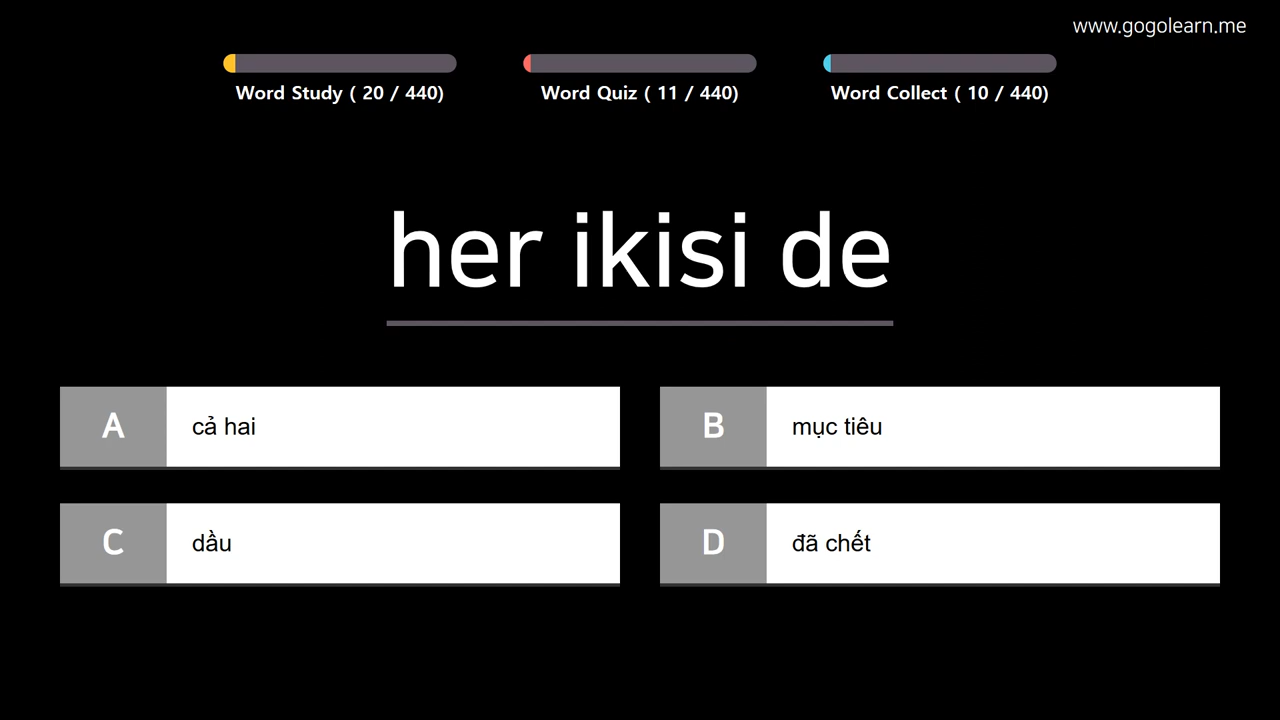 www.gogolearn.me
Word Study ( 20 / 440)
Word Quiz ( 11 / 440)
Word Collect ( 10 / 440)
her ikisi de
A cả hai
B mục tiêu
C dầu
D đã chết